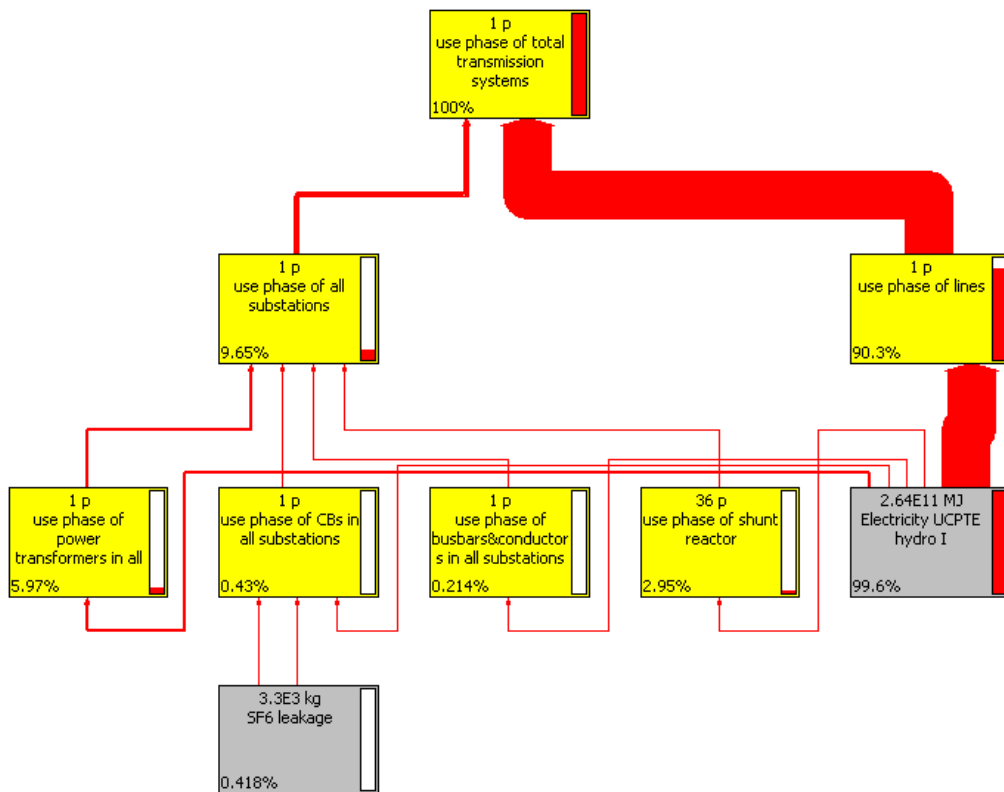 1 p
use phase of total
transmission
systems
100%
1 p
use phase of all
substations
9.65%
1 p
use phase of lines
90.3%
1 p
use phase of
power
transformers in all
5.97%
1 p
use phase of CBs in
all substations
0.43%
1 p
use phase of
busbars&conductor
s in all substations
0.214%
36 p
use phase of shunt
reactor
2.95%
2.64E11 MJ
Electricity UCPTE
hydro I
99.6%
3.3E3 kg
SF6 leakage
0.418%